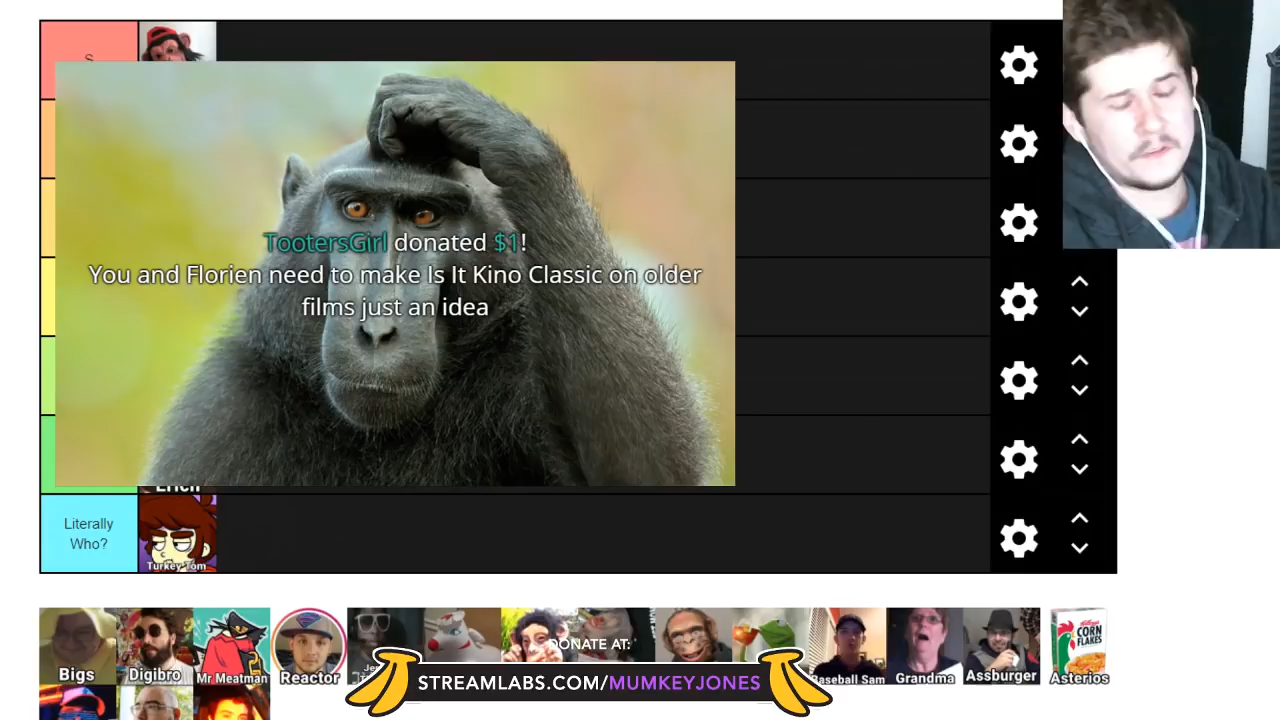 S
TootersGirl donated $1!
You and Florien need to make Is It Kino Classic on older
films just an idea
Erich
Literally
Who?
Turkey Tom
Bigs
Digibro
Mr Meatman
Reactor
Baseball Sam
Grandma
Assburger
CORN
FLAKES
Asterios
DONATE AT:
STREAMLABS.COM/MUMKEYJONES